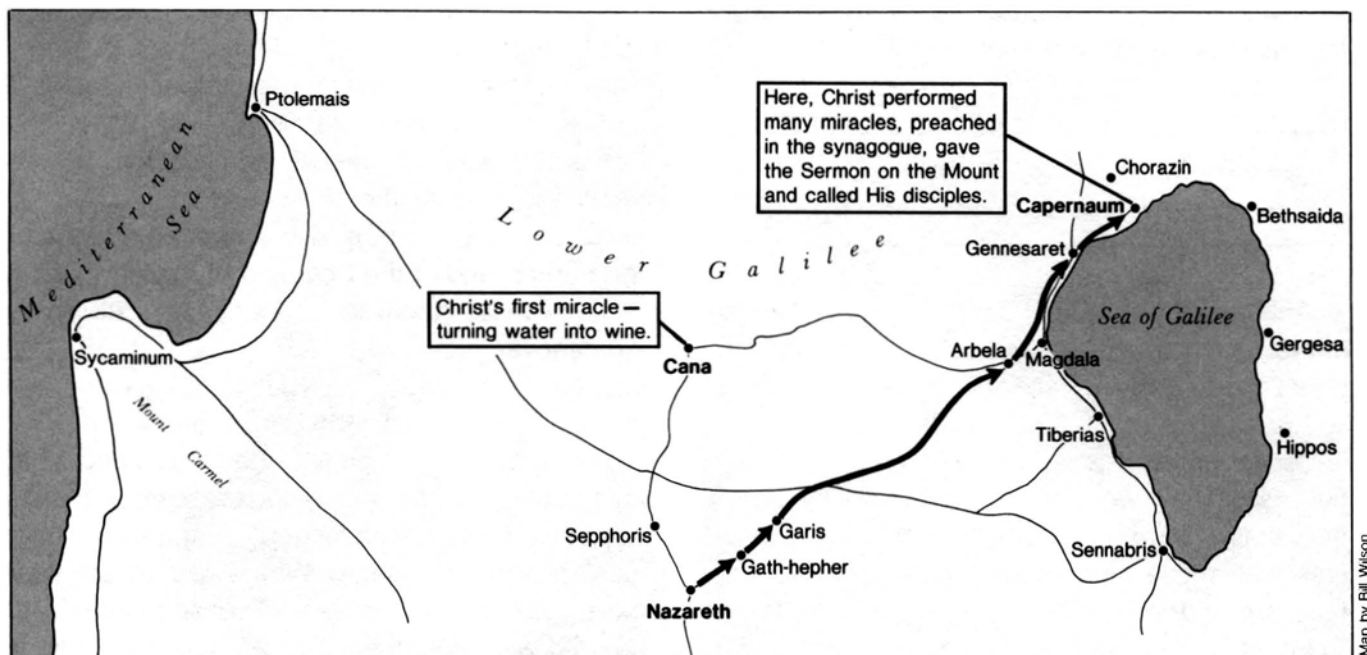 Mediterranean
Sea
Ptolemais
Sycaminum
Mount
Carmel
Lower Galilee
Here, Christ performed
many miracles, preached
in the synagogue, gave
the Sermon on the Mount
and called His disciples.
Chorazin
Capernaum
Bethsaida
Gennesaret
Christ's first miracle —
turning water into wine.
Cana
Sea of Galilee
Gergesa
Arbela
Magdala
Tiberias
Hippos
Sepphoris
Garis
Gath-hepher
Sennabris
Nazareth
Map by Bill Wilson